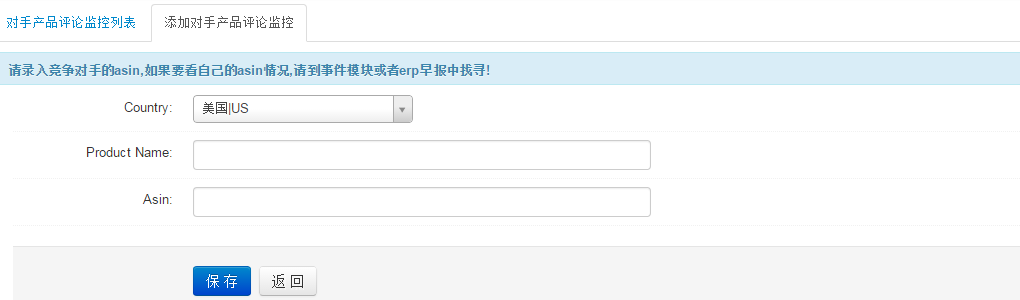 对手产品评论监控列表 添加对手产品评论监控
请录入竞争对手的asin,如果要看自己的asin情况,请到事件模块或者erp早报中找寻!
Country: 美国|US
Product Name:
Asin:
保 存 返 回